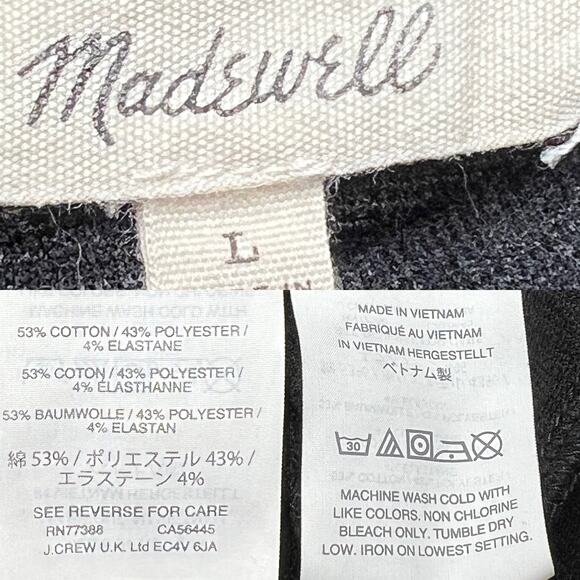 Madewell
L
53% COTTON / 43% POLYESTER /
4% ELASTANE
53% COTON / 43% POLYESTER /
4% ELASTHANNE
53% BAUMWOLLE / 43% POLYESTER /
4% ELASTAN
綿 53% / ポリエステル 43% /
エラステーン 4%
SEE REVERSE FOR CARE
RN77388 CA56445
J.CREW U.K. Ltd EC4V 6JA
MADE IN VIETNAM
FABRIQUÉ AU VIETNAM
IN VIETNAM HERGESTELLT
ベトナム製
30
MACHINE WASH COLD WITH
LIKE COLORS. NON CHLORINE
BLEACH ONLY. TUMBLE DRY
LOW. IRON ON LOWEST SETTING.